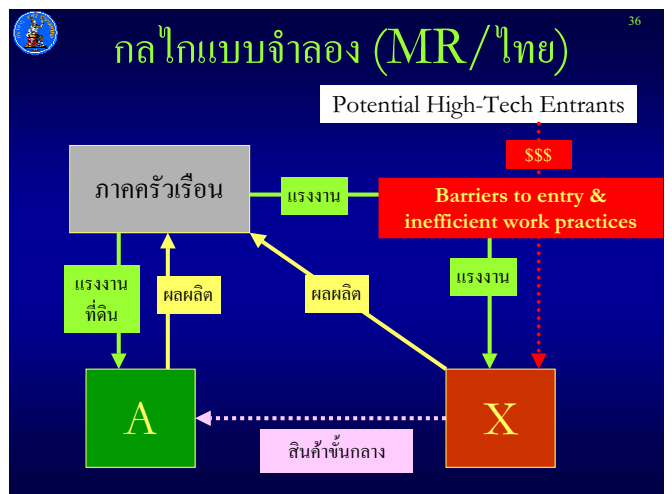 36
กลไกแบบจำลอง (MR/ไทย)
Potential High-Tech Entrants
$$$
ภาคครัวเรือน
แรงงาน
Barriers to entry &
inefficient work practices
แรงงาน
ที่ดิน
ผลผลิต
ผลผลิต
แรงงาน
A
X
สินค้าขั้นกลาง